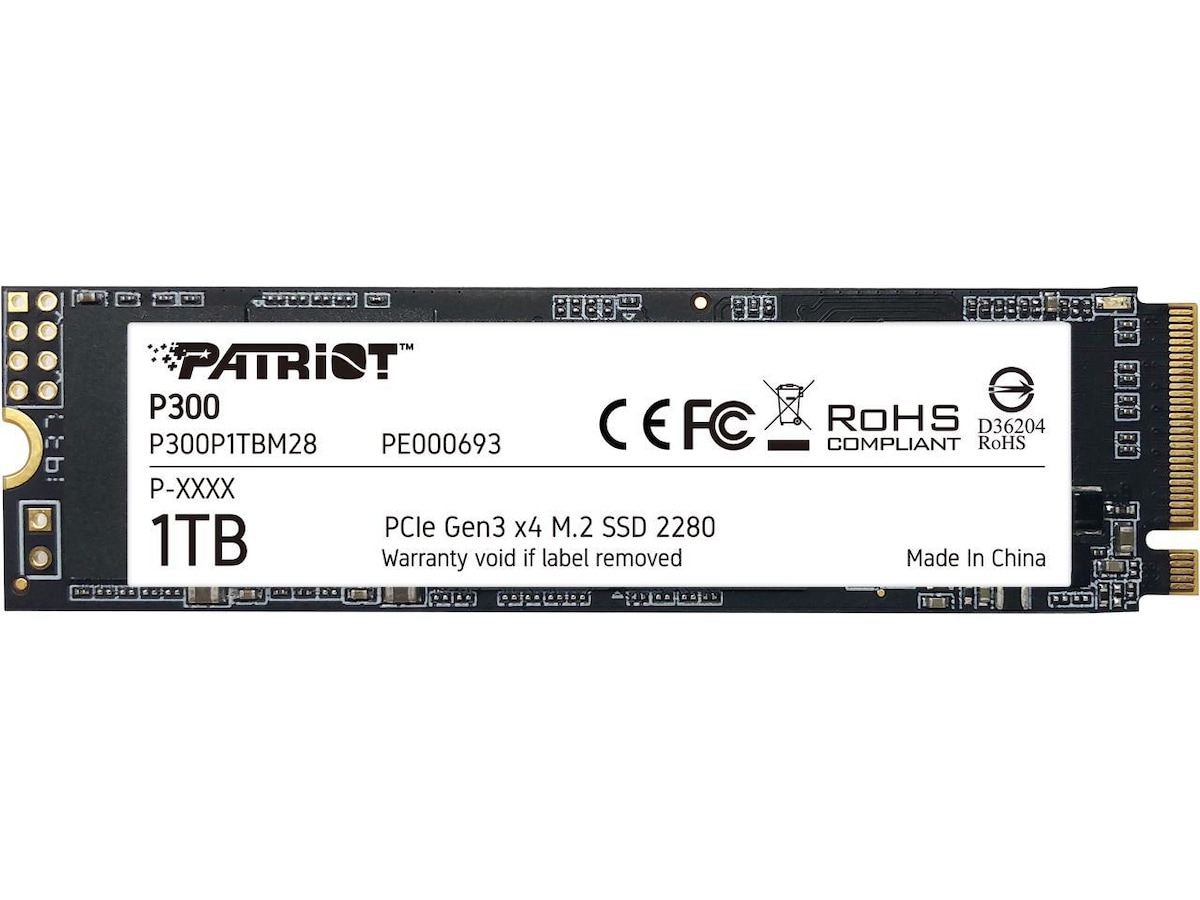 PATRiOT™
P300
P300P1TBM28 PE000693
CE FC RoHS
COMPLIANT
D36204
RoHS
P-XXXX
1TB
PCIe Gen3 x4 M.2 SSD 2280
Warranty void if label removed
Made In China